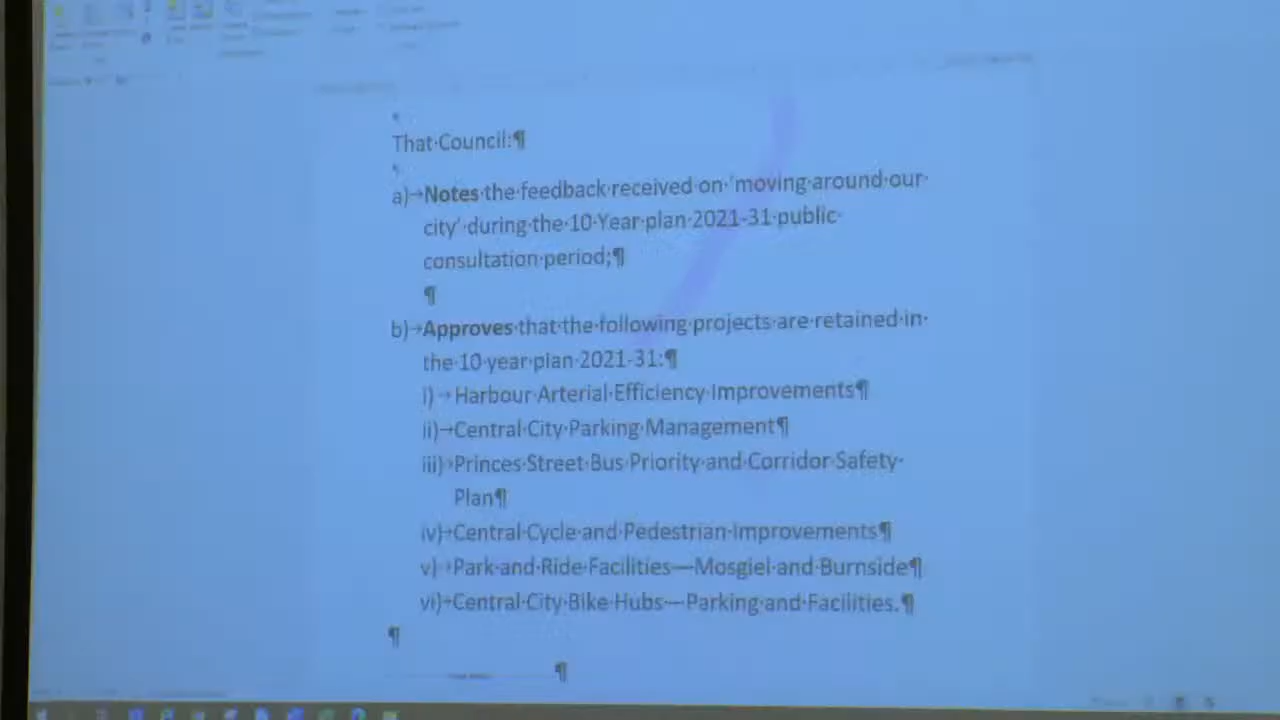 That Council:¶
a)→Notes the feedback received on 'moving around our
city' during the 10 Year plan 2021-31 public
consultation period;¶
¶
b)→Approves that the following projects are retained in
the 10 year plan 2021-31:¶
i)→Harbour Arterial Efficiency Improvements¶
ii)→Central City Parking Management¶
iii)→Princes Street Bus Priority and Corridor Safety
Plan¶
iv)→Central Cycle and Pedestrian Improvements¶
v)→Park and Ride Facilities—Mosgiel and Burnside¶
vi)→Central City Bike Hubs—Parking and Facilities.¶
¶
¶